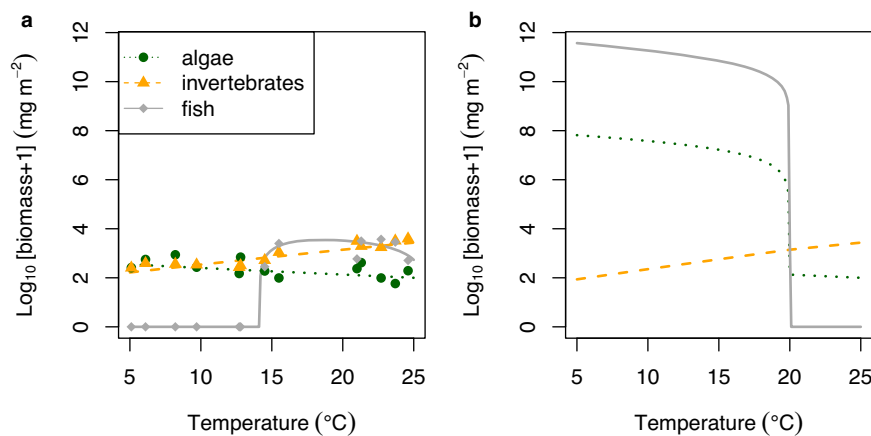 a
algae
invertebrates
fish
Log10 [biomass+1] (mg m−2)
0 2 4 6 8 10 12
5 10 15 20 25
Temperature (°C)
b
Log10 [biomass+1] (mg m−2)
0 2 4 6 8 10 12
5 10 15 20 25
Temperature (°C)